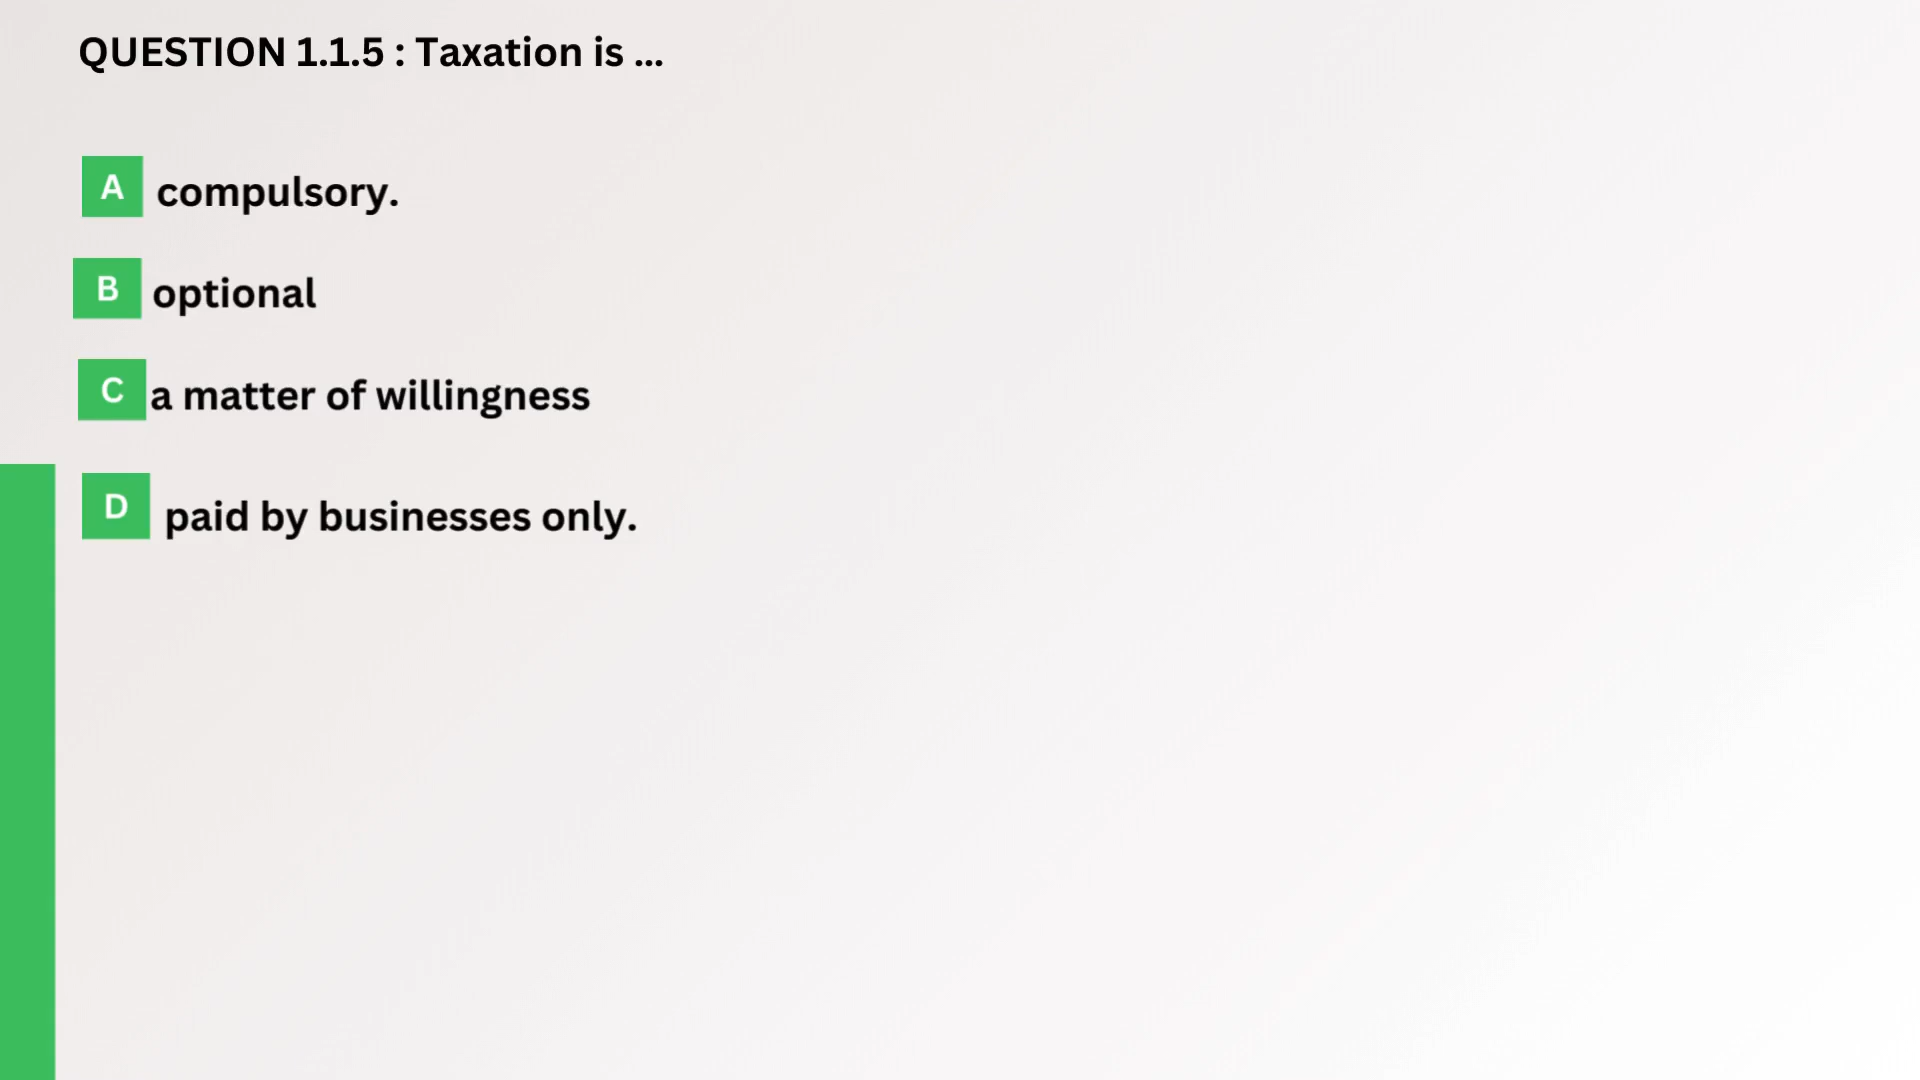 QUESTION 1.1.5 : Taxation is ...
A compulsory.
B optional
C a matter of willingness
D paid by businesses only.